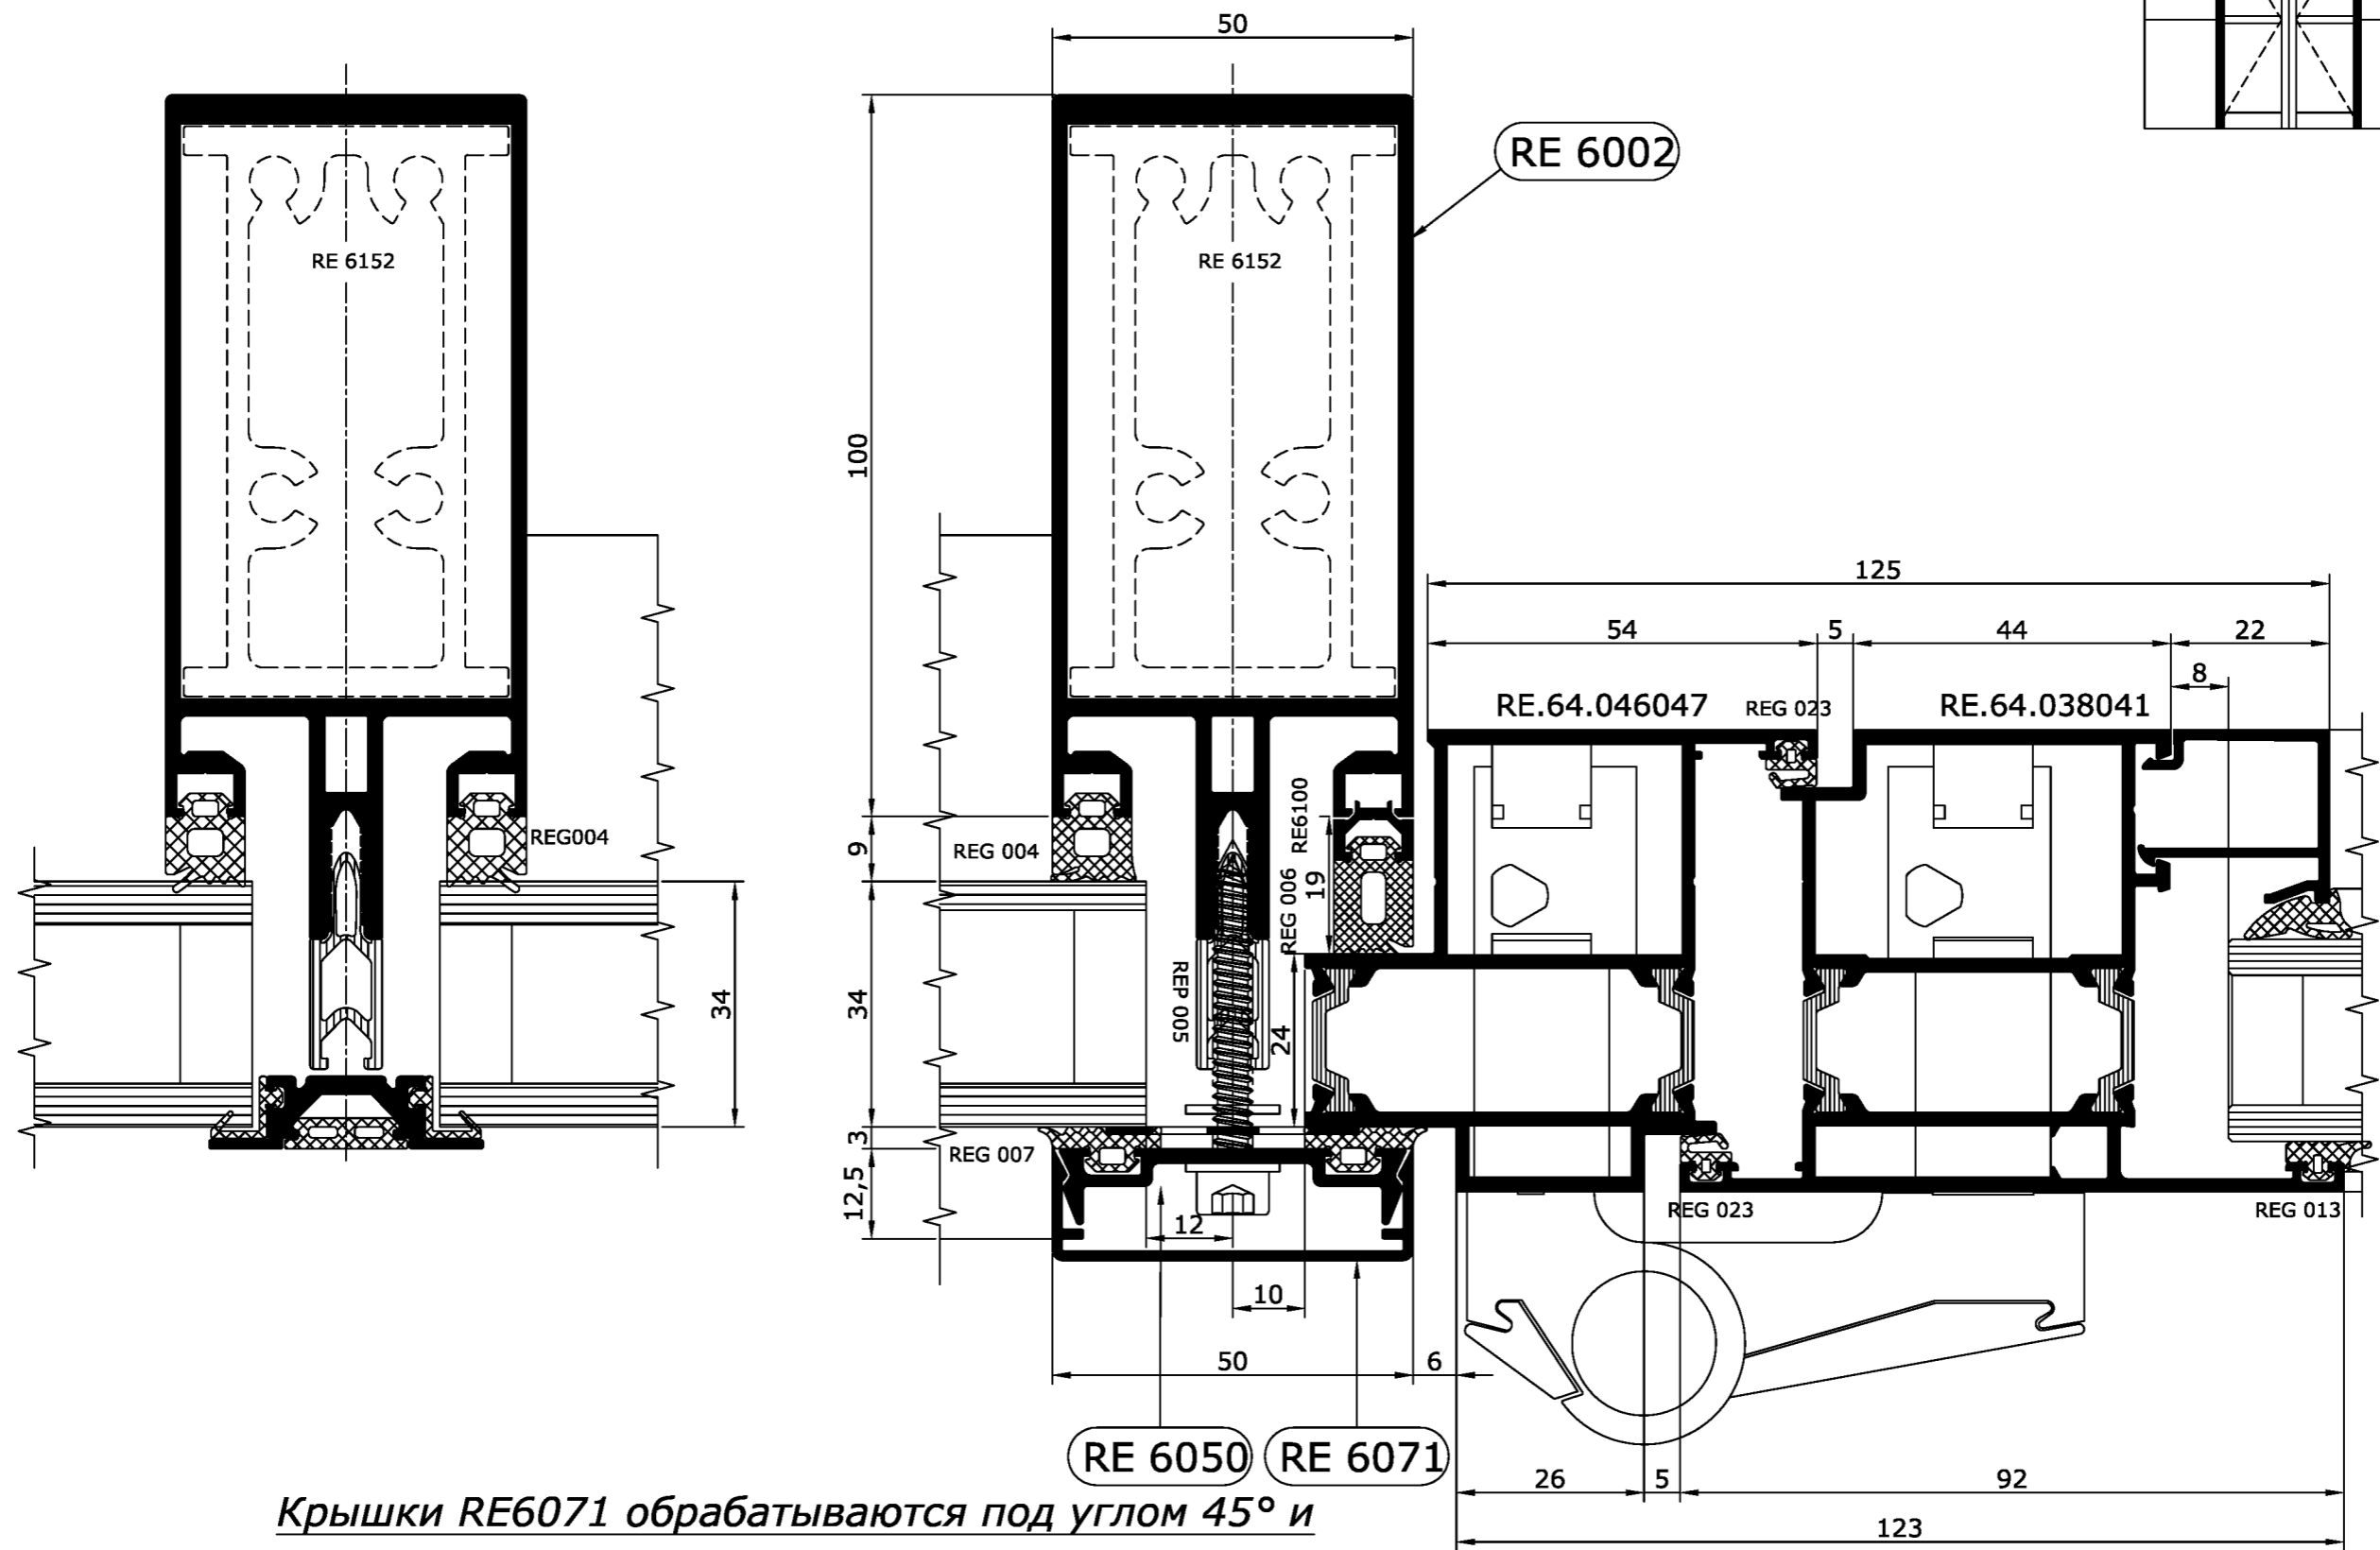 50
RE 6002
RE 6152
RE 6152
100
125
54
5
44
22
8
RE.64.046047
REG 023
RE.64.038041
REG004
REG 004
9
RE6100
REG 006
19
34
34
REP 005
24
3
REG 007
12,5
12
REG 023
REG 013
10
50
6
RE 6050
RE 6071
26
5
92
Крышки RE6071 обрабатываются под углом 45° и
123